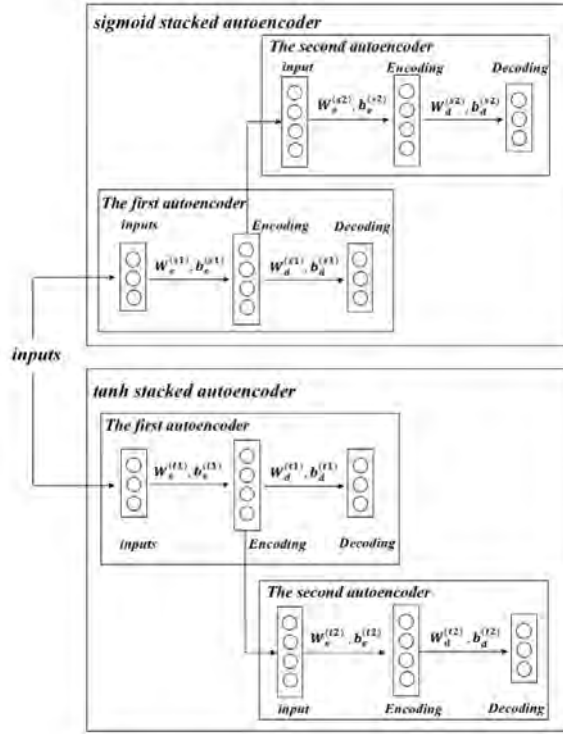 sigmoid stacked autoencoder
The second autoencoder
input
Encoding
Decoding
W_e^(s2), b_e^(s2)
W_d^(s2), b_d^(s2)
The first autoencoder
inputs
Encoding
Decoding
W_e^(s1), b_e^(s1)
W_d^(s1), b_d^(s1)
inputs
tanh stacked autoencoder
The first autoencoder
W_e^(t1), b_e^(t1)
W_d^(t1), b_d^(t1)
inputs
Encoding
Decoding
The second autoencoder
W_e^(t2), b_e^(t2)
W_d^(t2), b_d^(t2)
input
Encoding
Decoding